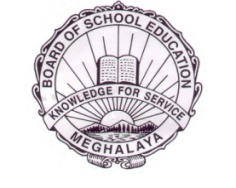 BOARD OF SCHOOL EDUCATION
KNOWLEDGE FOR SERVICE
MEGHALAYA